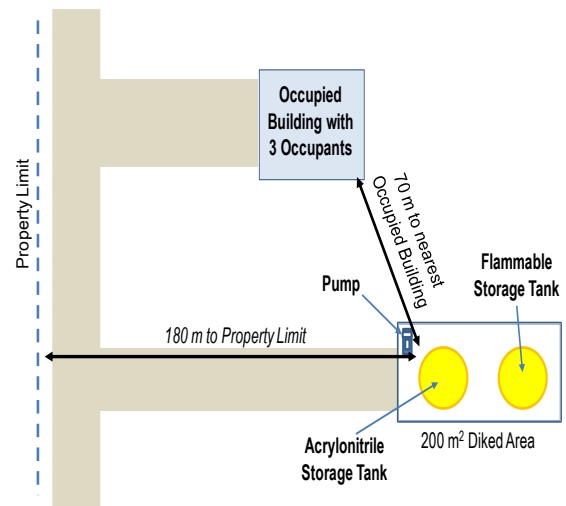 Occupied
Building with
3 Occupants
Property Limit
70 m to nearest
Occupied Building
Flammable
Storage Tank
Pump
180 m to Property Limit
200 m² Diked Area
Acrylonitrile
Storage Tank